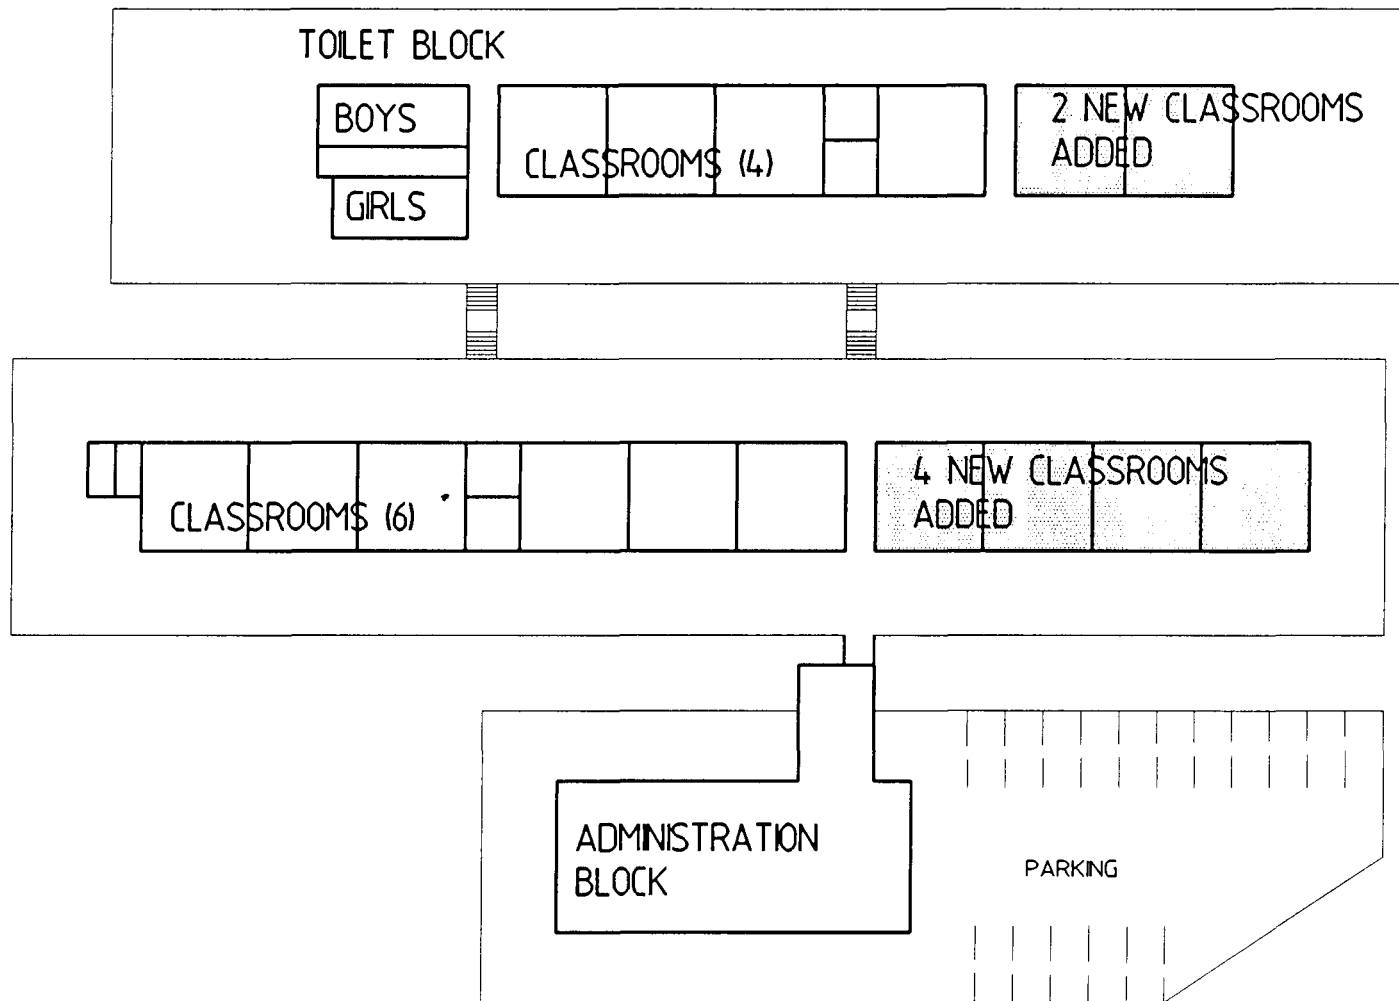 TOILET BLOCK
BOYS
GIRLS
CLASSROOMS (4)
2 NEW CLASSROOMS
ADDED
CLASSROOMS (6)
4 NEW CLASSROOMS
ADDED
ADMINISTRATION
BLOCK
PARKING